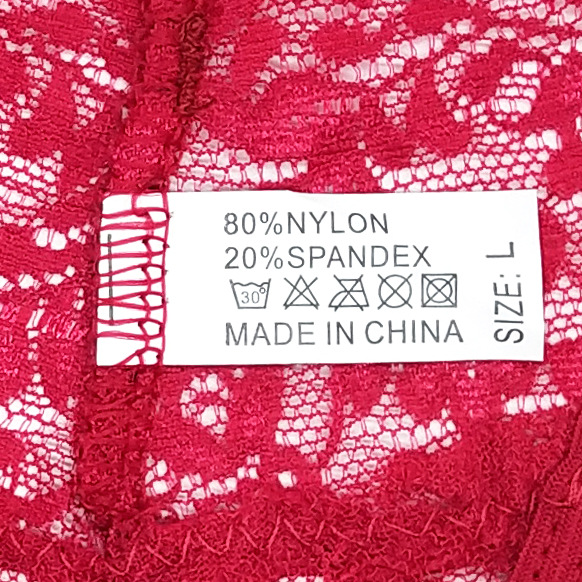 80%NYLON
20%SPANDEX
30°
MADE IN CHINA
SIZE: L